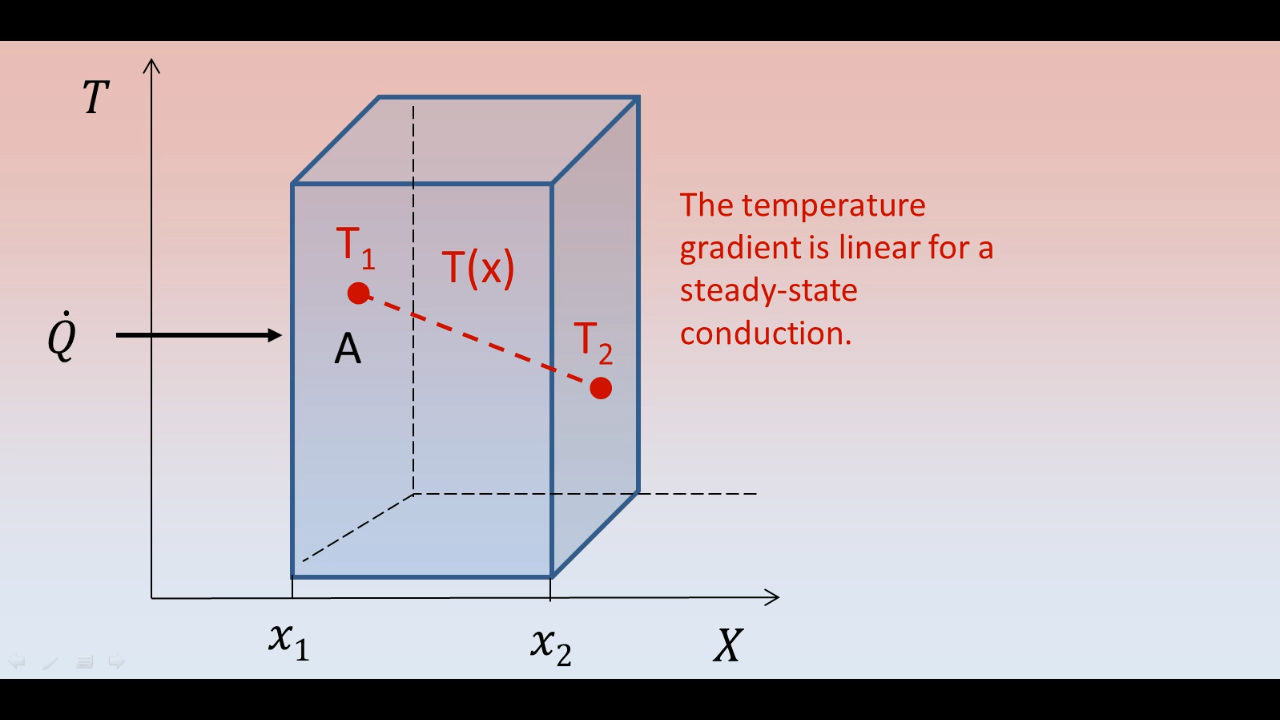 T
T₁
T(x)
The temperature
gradient is linear for a
steady-state
conduction.
Q̇
A
T₂
x₁
x₂
X